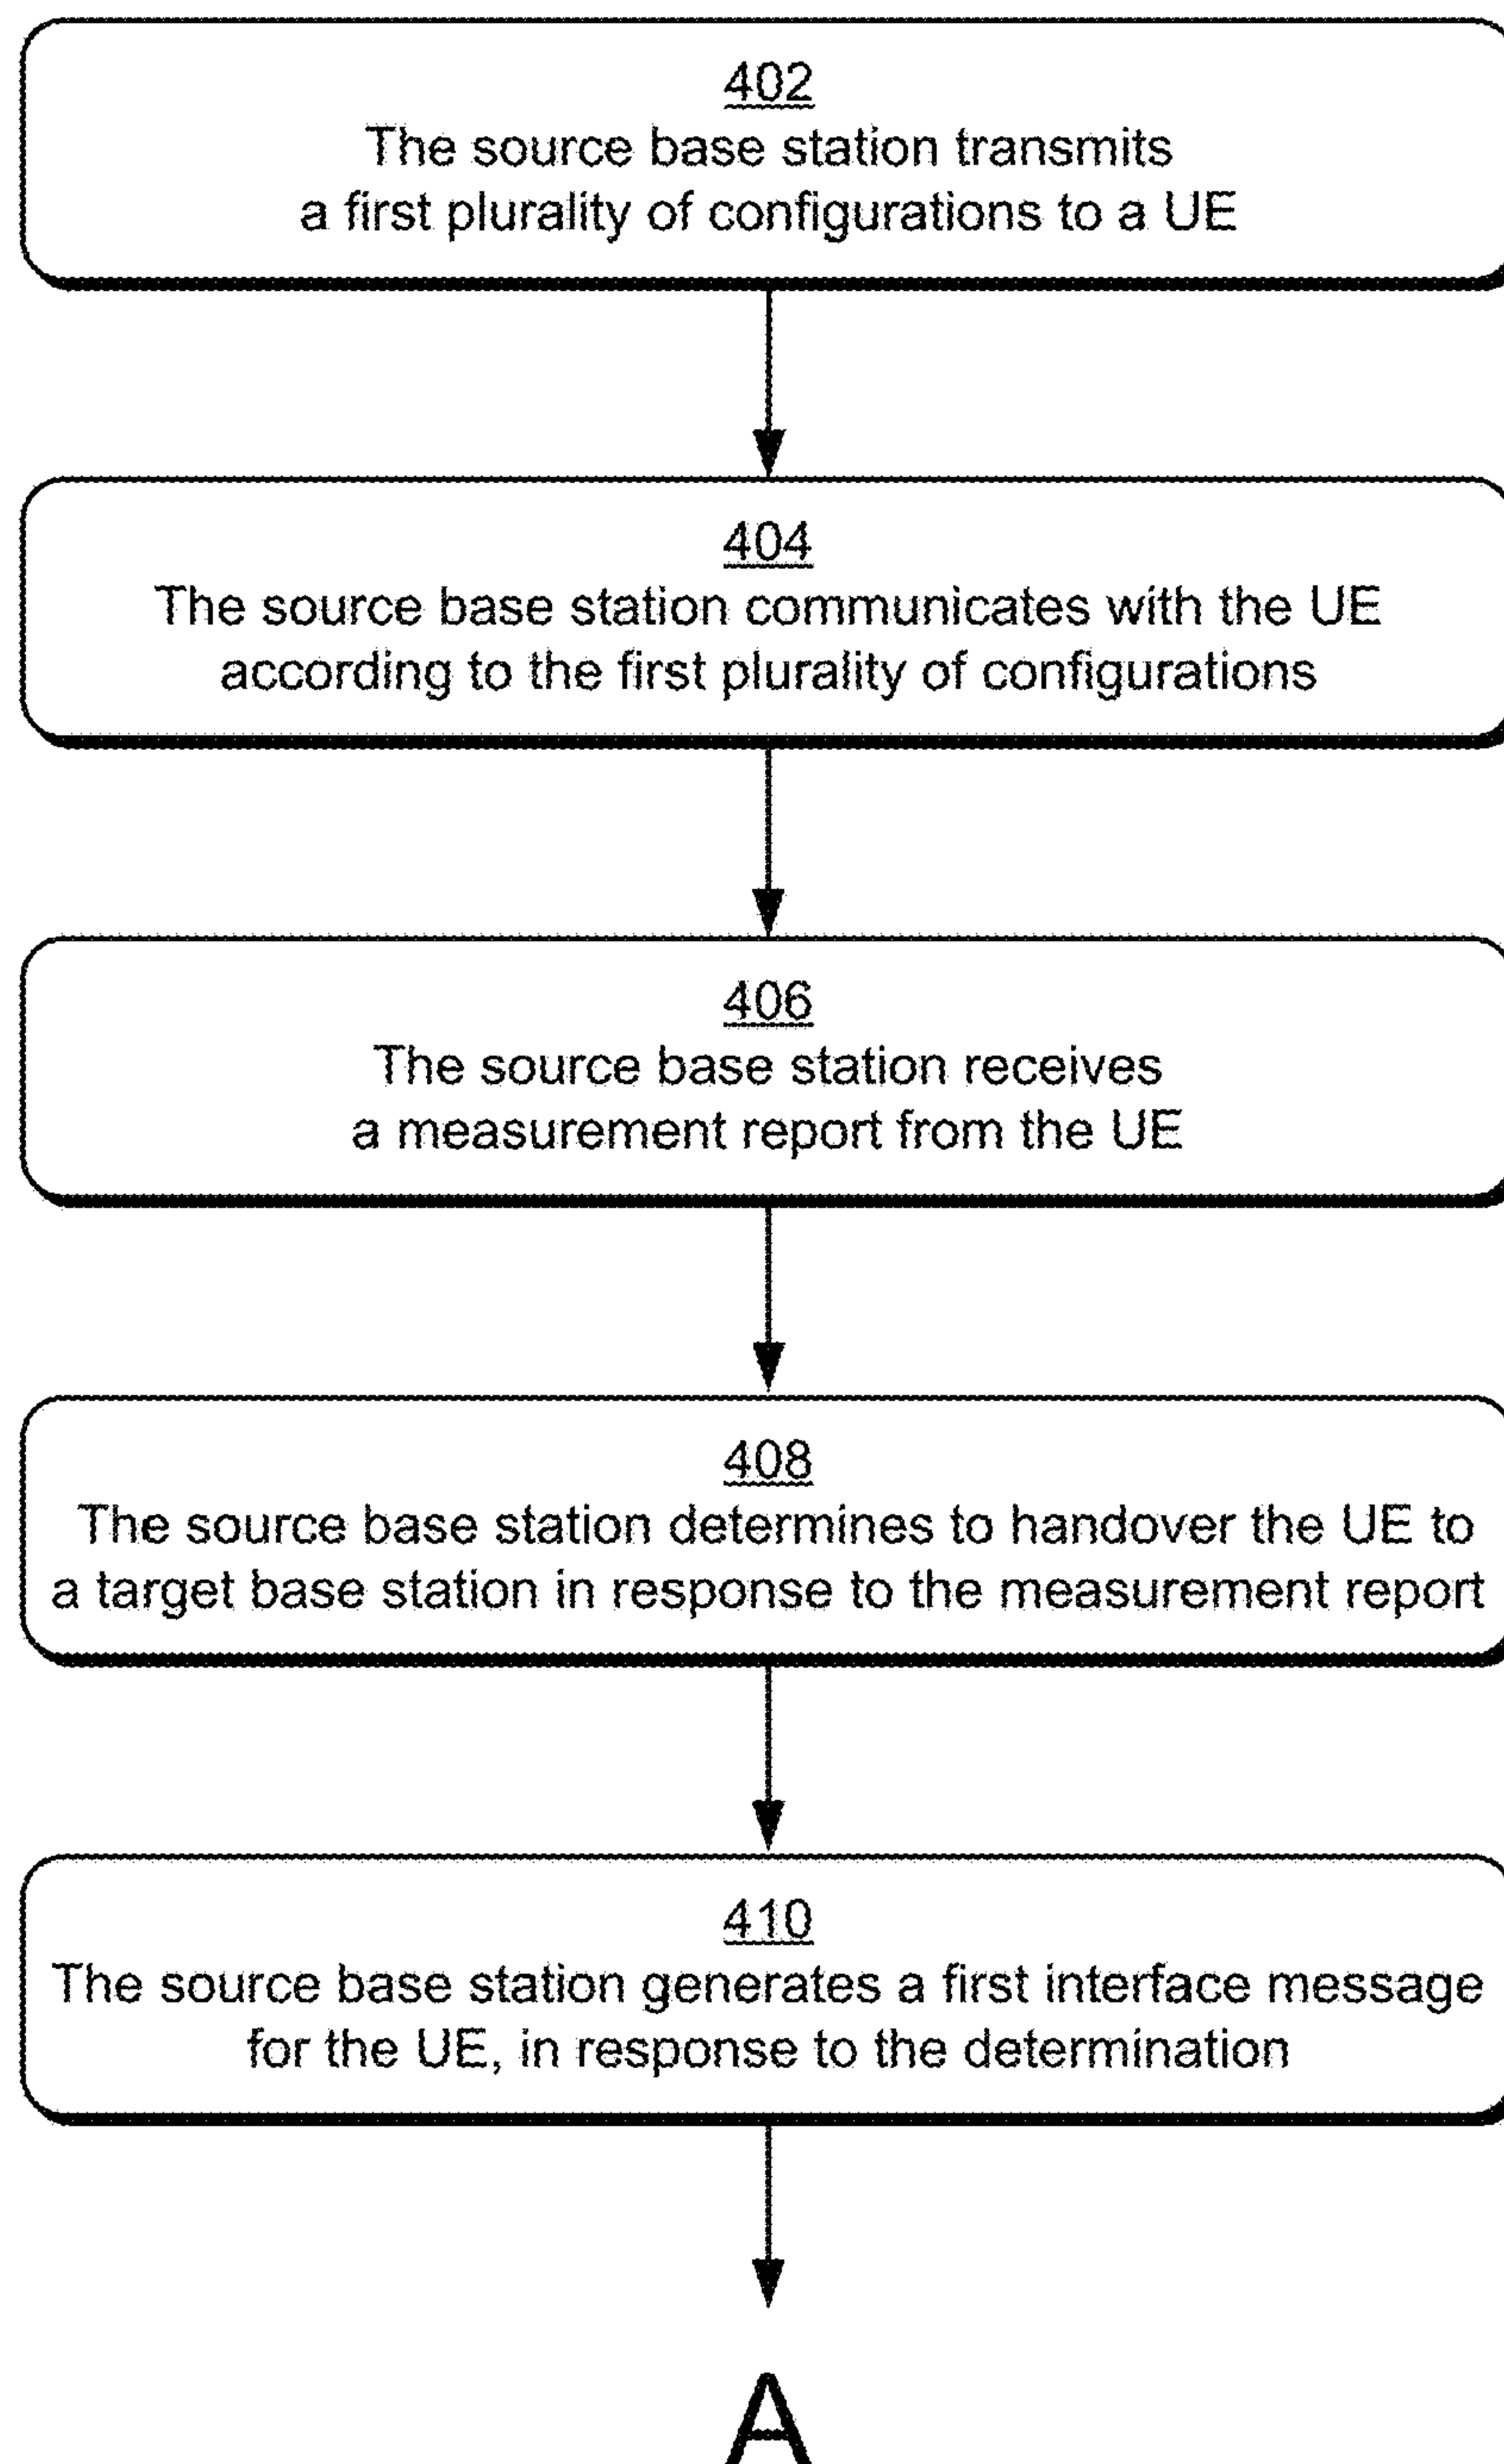 402
The source base station transmits
a first plurality of configurations to a UE
404
The source base station communicates with the UE
according to the first plurality of configurations
406
The source base station receives
a measurement report from the UE
408
The source base station determines to handover the UE to
a target base station in response to the measurement report
410
The source base station generates a first interface message
for the UE, in response to the determination
A